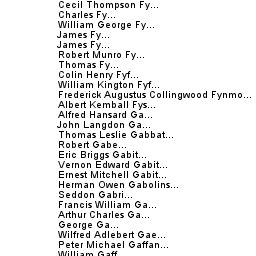 Cecil Thompson Fy...
Charles Fy...
William George Fy...
James Fy...
James Fy...
Robert Munro Fy...
Thomas Fy...
Colin Henry Fyf...
William Kington Fyf...
Frederick Augustus Collingwood Fynmo...
Albert Kemball Fys...
Alfred Hansard Ga...
John Langdon Ga...
Thomas Leslie Gabbat...
Robert Gabe...
Eric Briggs Gabit...
Vernon Edward Gabit...
Ernest Mitchell Gabit...
Herman Owen Gabolins...
Seddon Gabri...
Francis William Ga...
Arthur Charles Ga...
George Ga...
Wilfred Adlebert Gae...
Peter Michael Gaffan...
William Gaff...